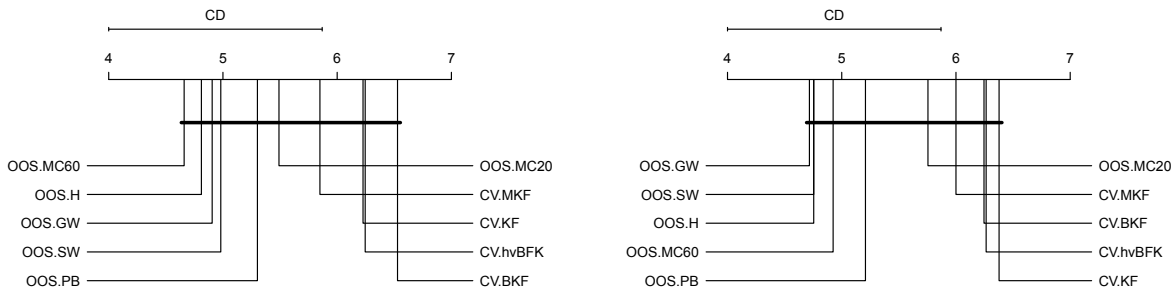 CD
4 5 6 7
OOS.MC60 OOS.MC20
OOS.H CV.MKF
OOS.GW CV.KF
OOS.SW CV.hvBFK
OOS.PB CV.BKF
CD
4 5 6 7
OOS.GW OOS.MC20
OOS.SW CV.MKF
OOS.H CV.BKF
OOS.MC60 CV.hvBFK
OOS.PB CV.KF